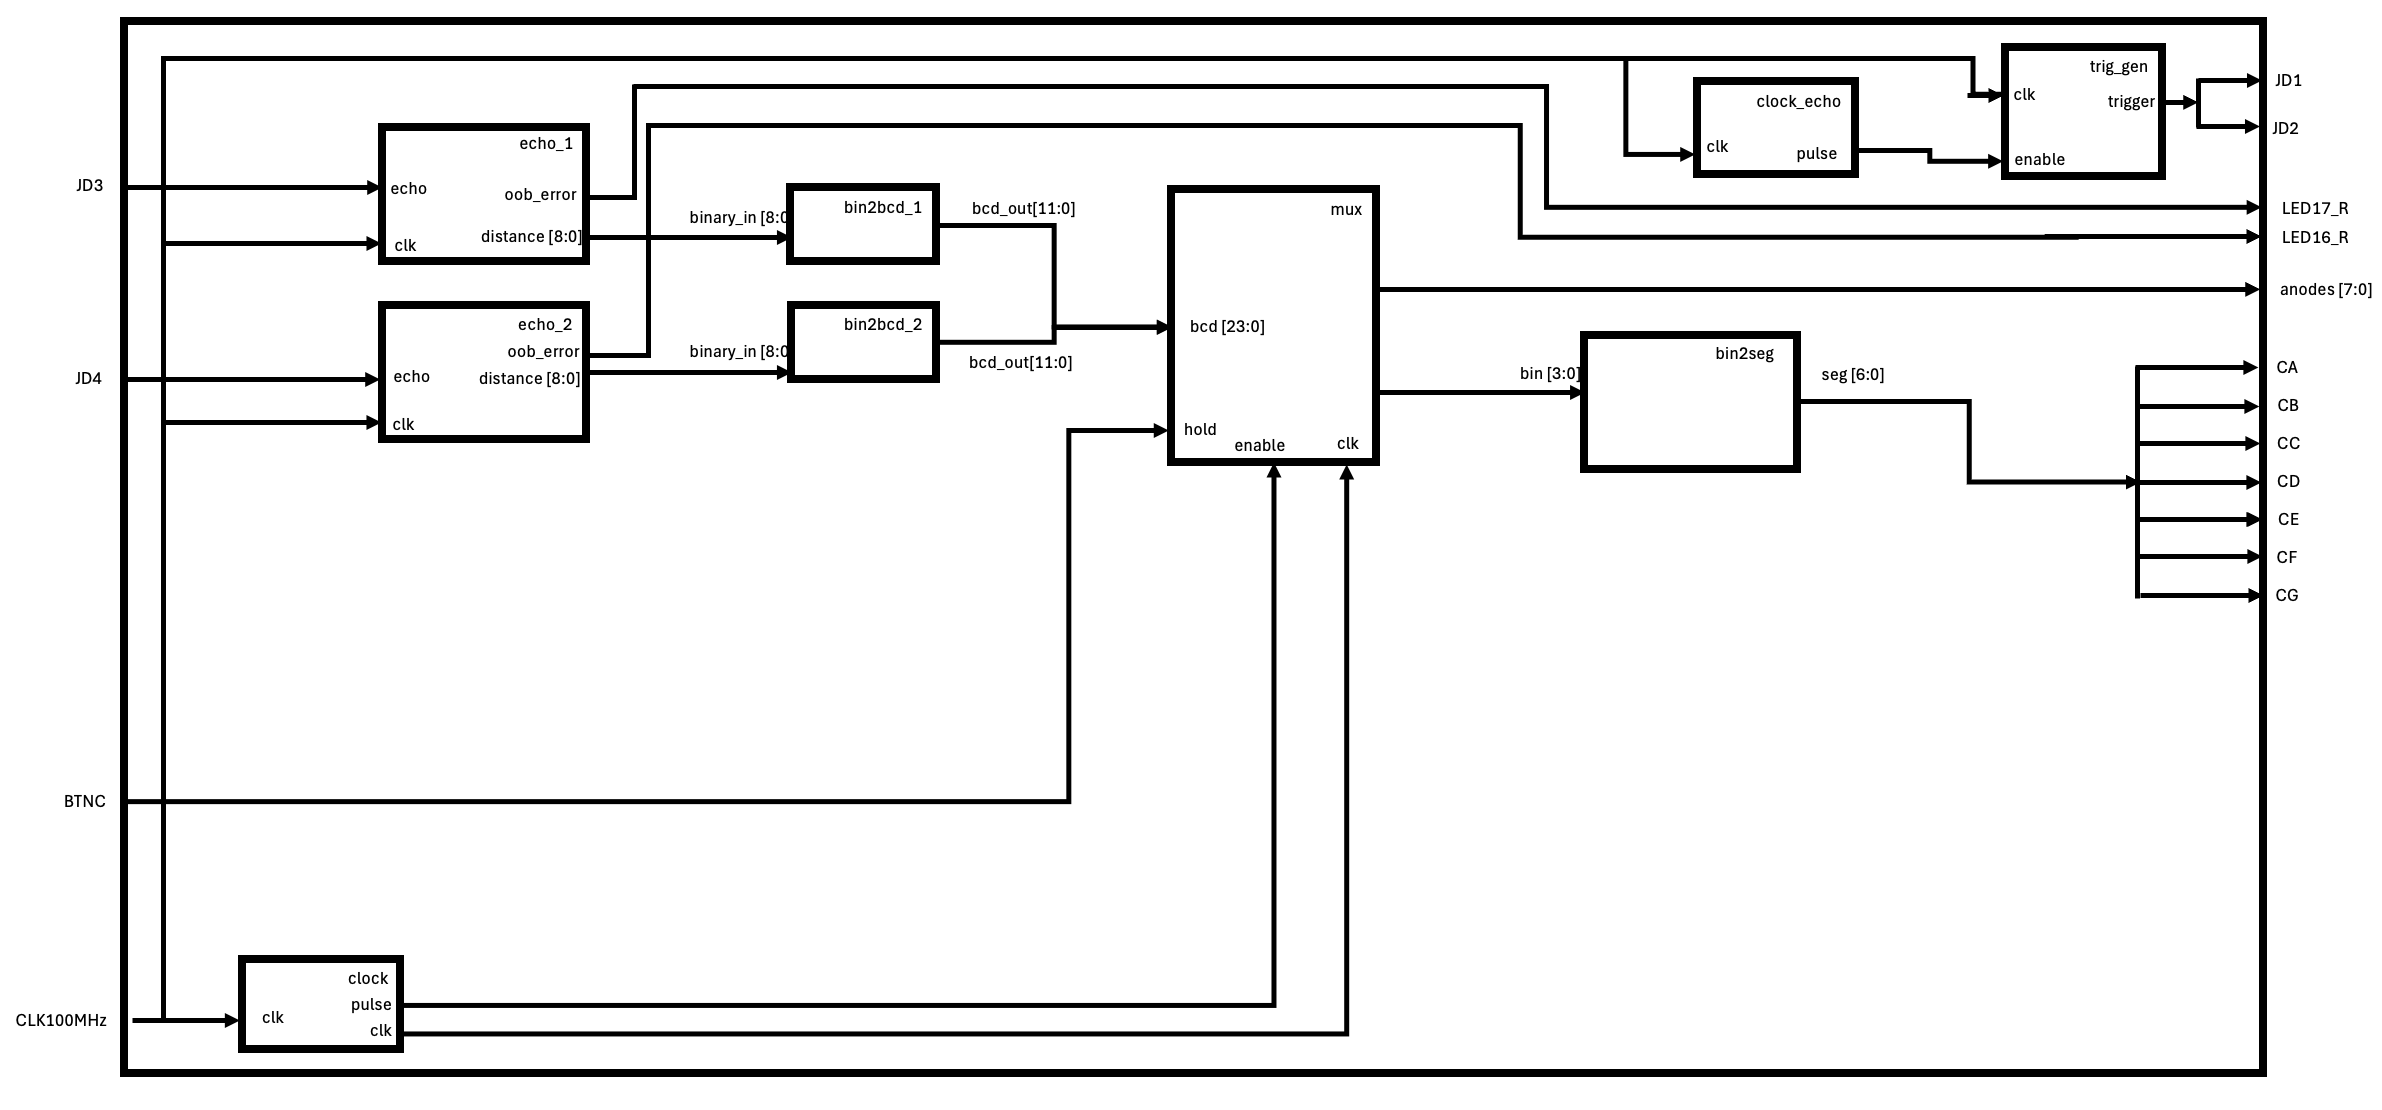 trig_gen
clk
trigger
enable
JD1
JD2
clock_echo
clk
pulse
echo_1
JD3
echo
oob_error
distance [8:0]
clk
binary_in [8:0
bin2bcd_1
bcd_out[11:0]
mux
LED17_R
LED16_R
anodes [7:0]
echo_2
oob_error
JD4
echo
distance [8:0]
clk
binary_in [8:0
bin2bcd_2
bcd_out[11:0]
bcd [23:0]
hold
enable
clk
bin [3:0]
bin2seg
seg [6:0]
CA
CB
CC
CD
CE
CF
CG
BTNC
CLK100MHz
clock
clk
pulse
clk